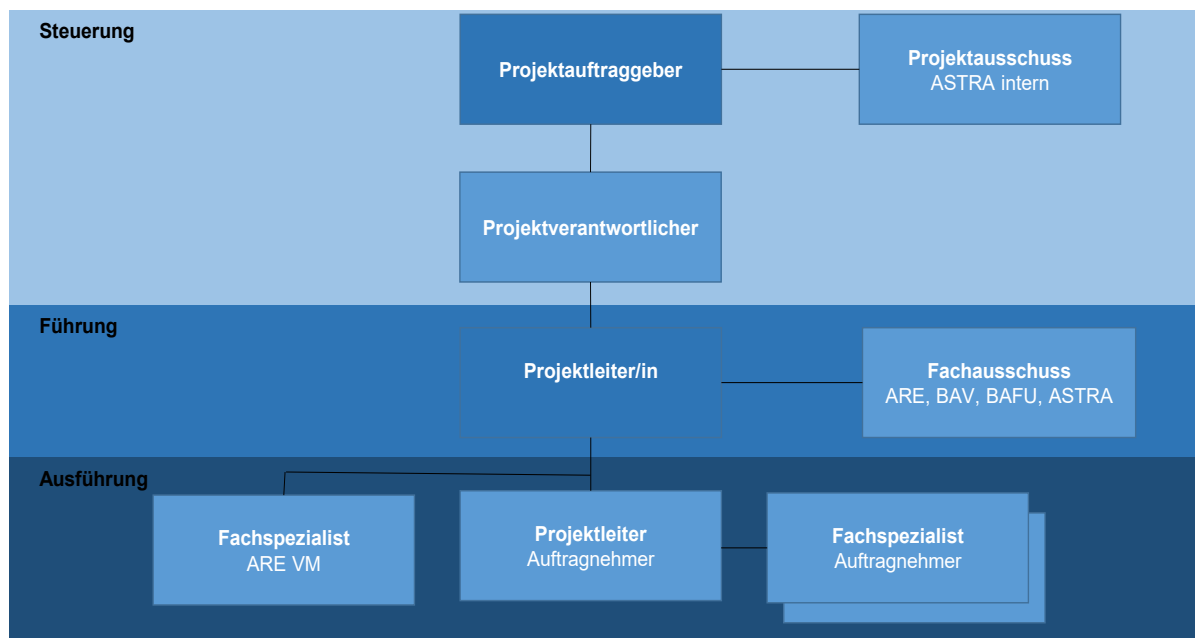 Steuerung
Projektauftraggeber
Projektausschuss
ASTRA intern
Projektverantwortlicher
Führung
Projektleiter/in
Fachausschuss
ARE, BAV, BAFU, ASTRA
Ausführung
Fachspezialist
ARE VM
Projektleiter
Auftragnehmer
Fachspezialist
Auftragnehmer